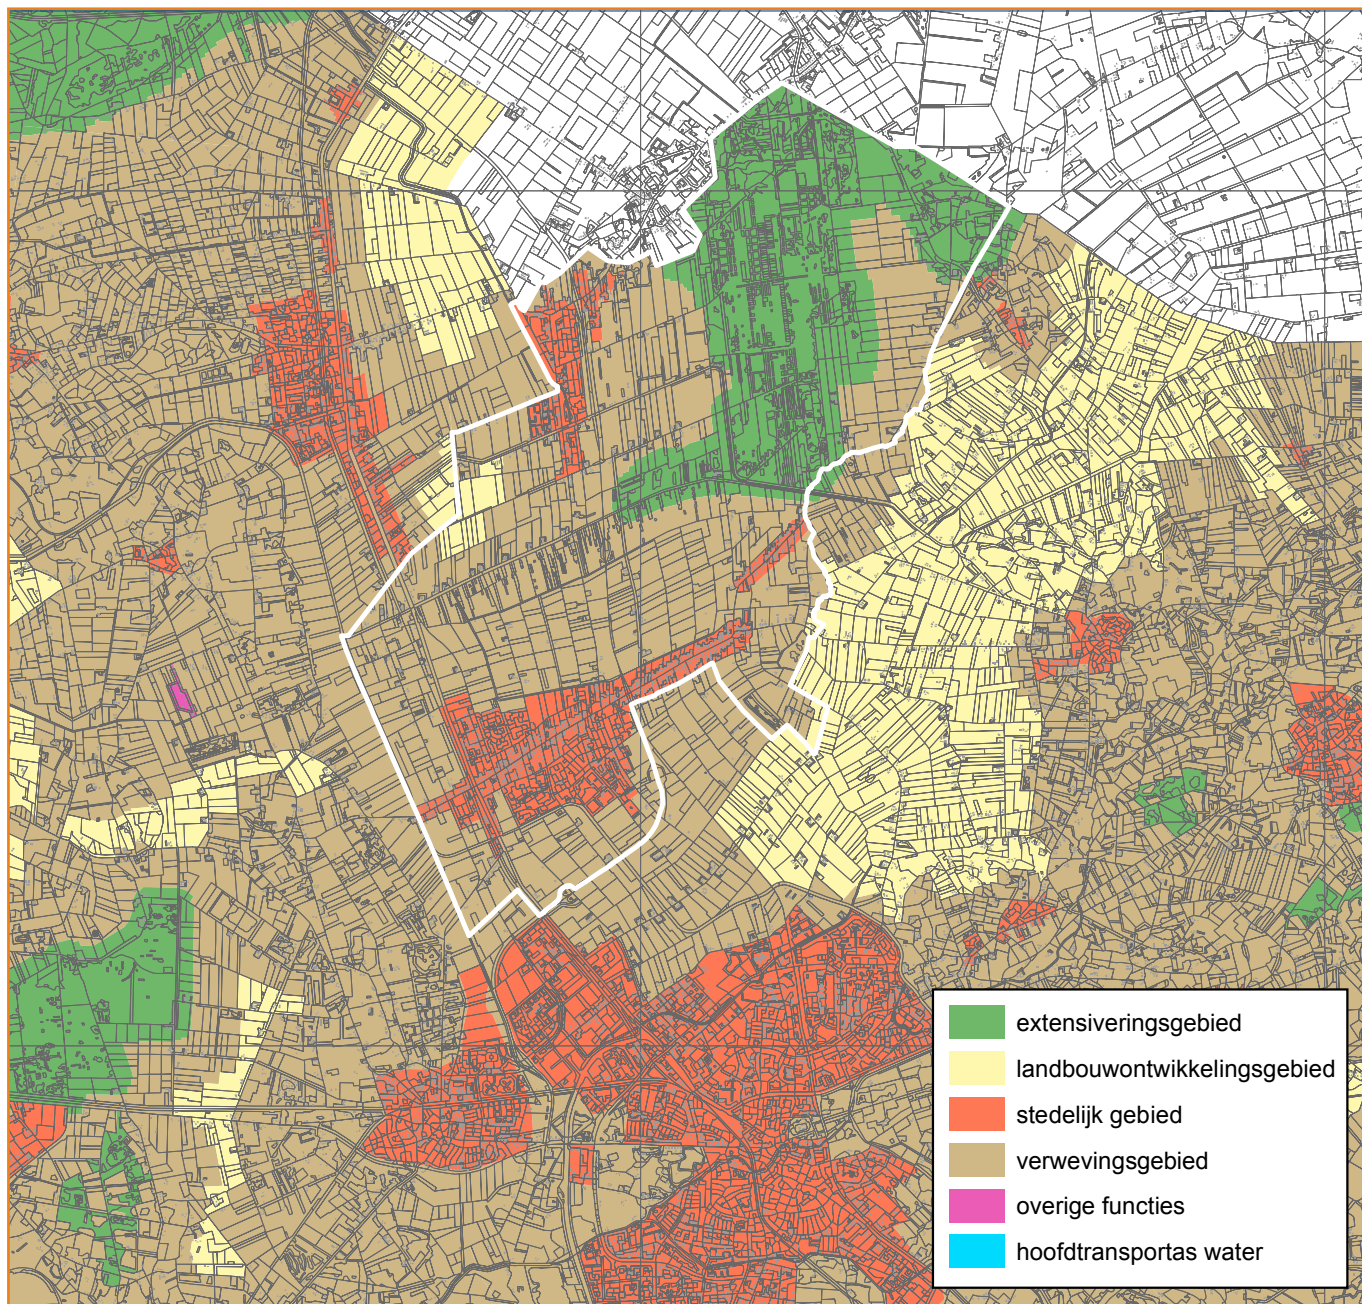 extensiveringsgebied
landbouwontwikkelingsgebied
stedelijk gebied
verwevingsgebied
overige functies
hoofdtransportas water